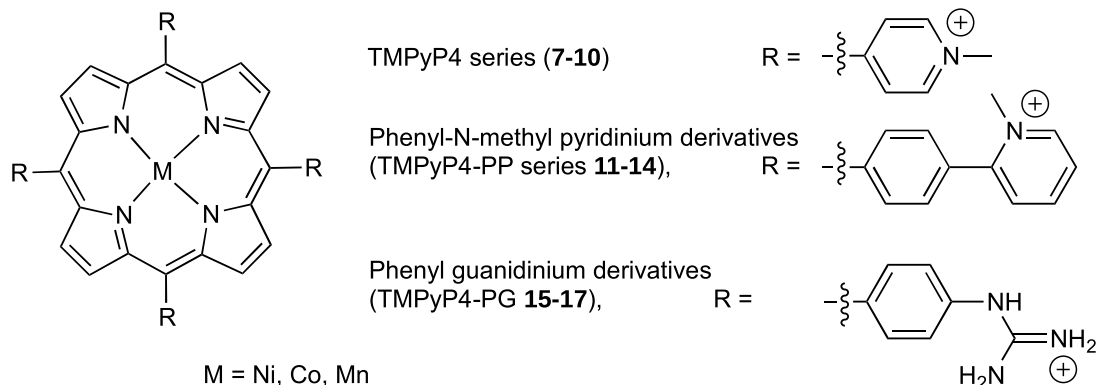 R
TMPyP4 series (7-10)
R =
N
+
N
N
Phenyl-N-methyl pyridinium derivatives
(TMPyP4-PP series 11-14),
R =
N
+
R
M
R
N
N
Phenyl guanidinium derivatives
(TMPyP4-PG 15-17),
R =
NH
NH2
H2N
+
R
M = Ni, Co, Mn